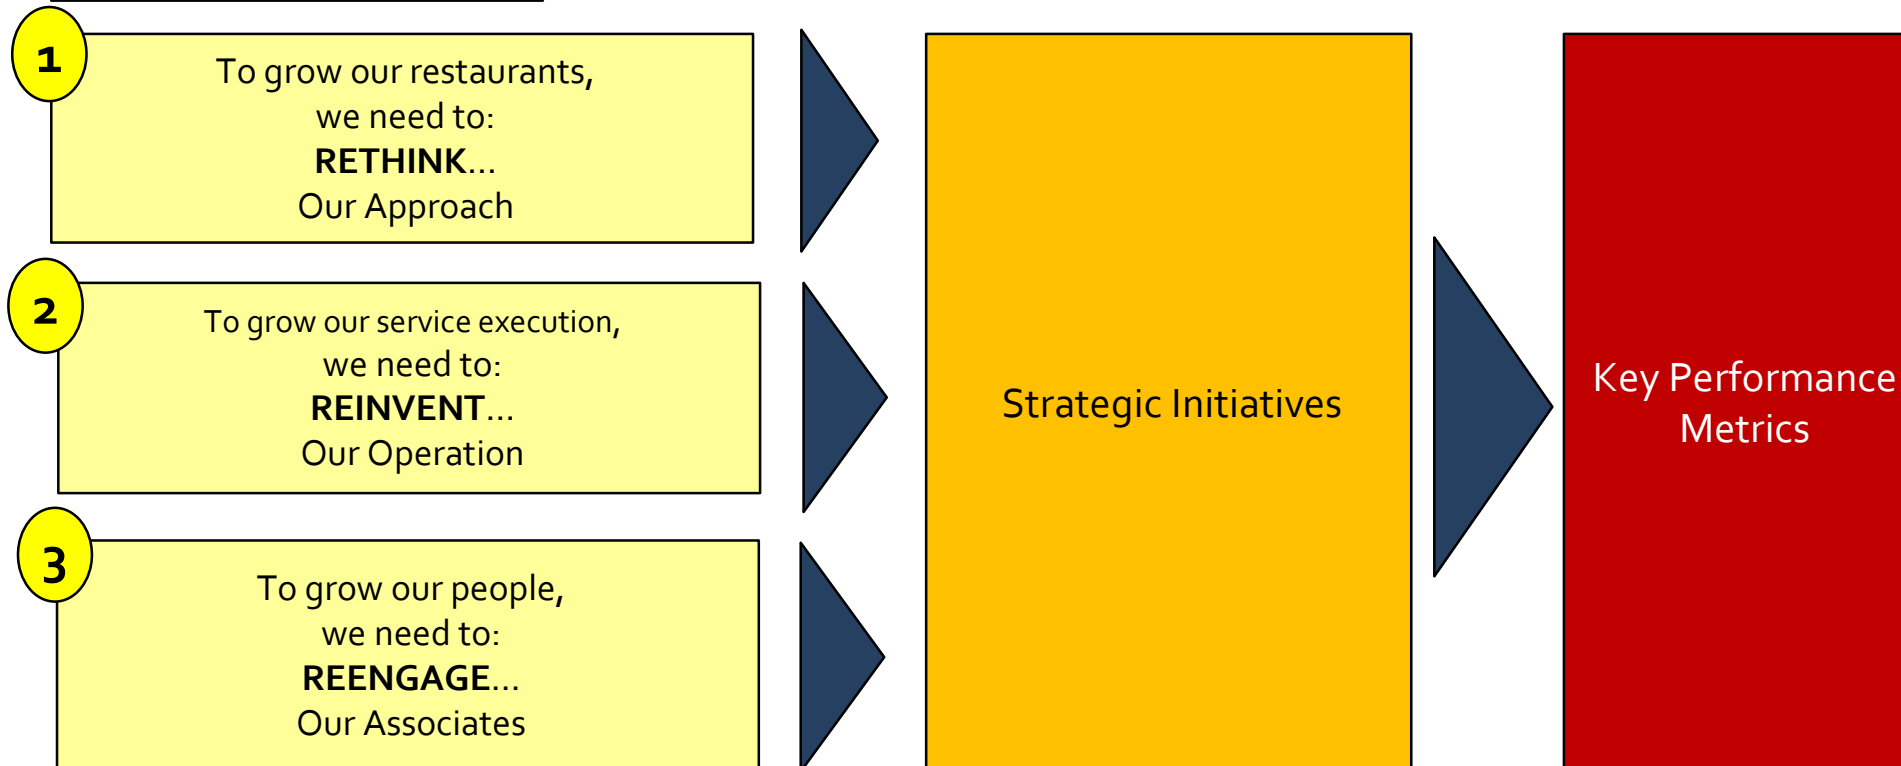 1
To grow our restaurants,
we need to:
RETHINK...
Our Approach
2
To grow our service execution,
we need to:
REINVENT...
Our Operation
3
To grow our people,
we need to:
REENGAGE...
Our Associates
Strategic Initiatives
Key Performance
Metrics